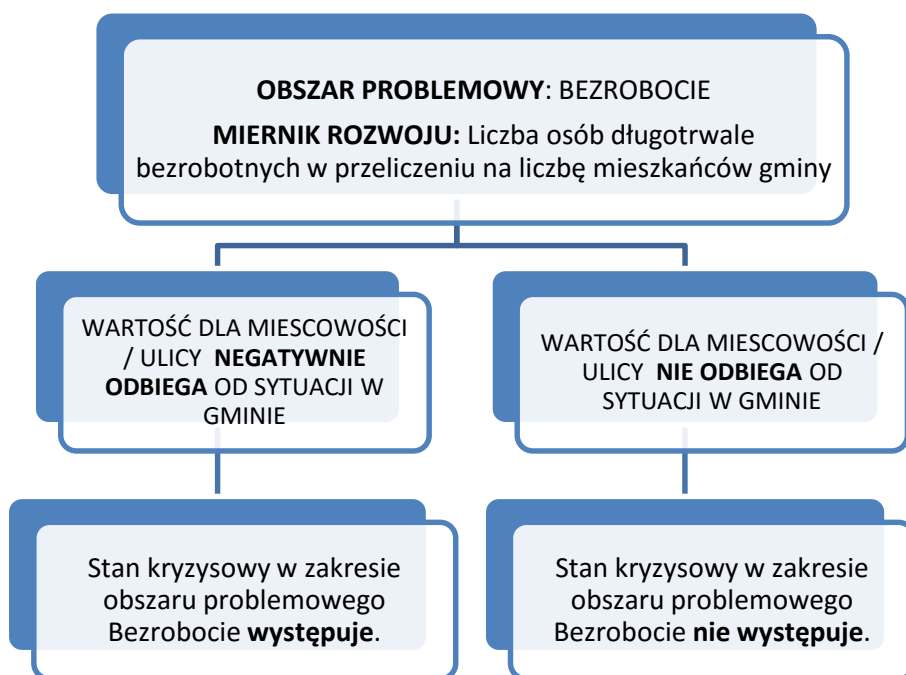 OBSZAR PROBLEMOWY: BEZROBOCIE
MIERNIK ROZWOJU: Liczba osób długotrwale
bezrobotnych w przeliczeniu na liczbę mieszkańców gminy
WARTOŚĆ DLA MIESCOWOŚCI
/ ULICY NEGATYWNIE
ODBIEGA OD SYTUACJI W
GMINIE
WARTOŚĆ DLA MIESCOWOŚCI /
ULICY NIE ODBIEGA OD
SYTUACJI W GMINIE
Stan kryzysowy w zakresie
obszaru problemowego
Bezrobocie występuje.
Stan kryzysowy w zakresie
obszaru problemowego
Bezrobocie nie występuje.